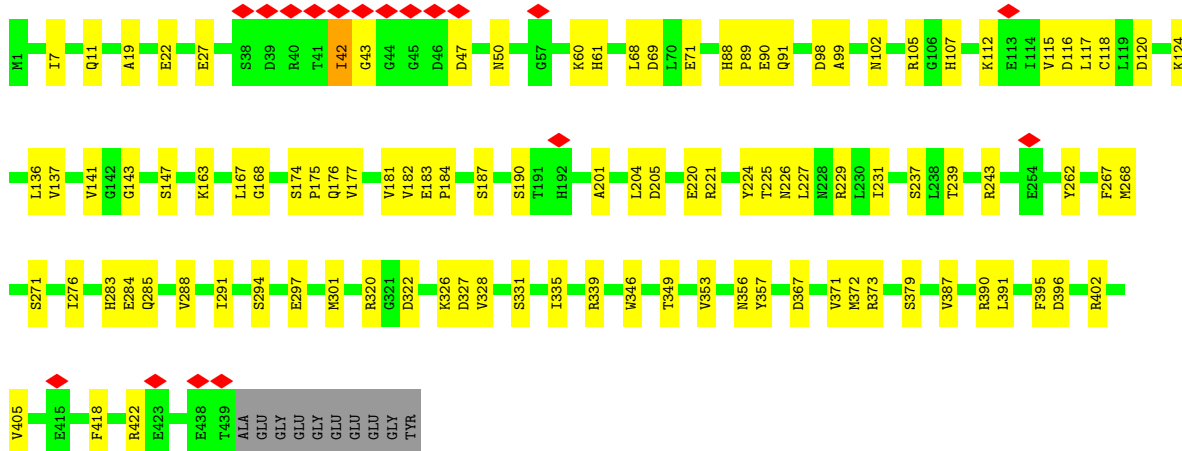 M1 I7 Q11 A19 E22 E27 S38 D39 R40 T41 I42 G43 G44 G45 D46 D47 N50 G57 K60 H61 L68 D69 L70 E71 H88 P89 E90 Q91 D98 A99 N102 R105 G106 H107 K112 E113 I114 V115 D116 L117 C118 L119 D120 K124
L136 V137 V141 G142 G143 S147 K163 L167 G168 S174 P175 Q176 V177 V181 V182 E183 P184 S187 S190 T191 H192 A201 L204 D205 E220 R221 Y224 T225 N226 L227 N228 R229 L230 I231 S237 L238 T239 R243 E254 Y262 F267 M268
S271 I276 H283 E284 Q285 V288 I291 S294 E297 M301 R320 G321 D322 K326 D327 V328 S331 I335 R339 W346 T349 V353 N356 Y357 D367 V371 M372 R373 S379 V387 R390 L391 F395 D396 R402
V405 E415 F418 R422 E423 E438 T439 ALA GLU GLY GLU GLY GLU GLU GLU GLY TYR